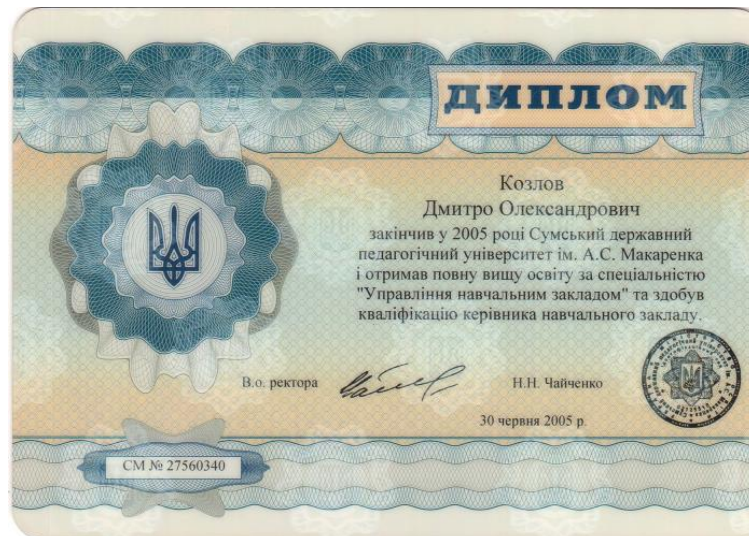 ДИПЛОМ
Козлов
Дмитро Олександрович
закінчив у 2005 році Сумський державний
педагогічний університет ім. А.С. Макаренка
і отримав повну вищу освіту за спеціальністю
"Управління навчальним закладом" та здобув
кваліфікацію керівника навчального закладу.
В.о. ректора Н.Н. Чайченко
30 червня 2005 р.
СМ № 27560340